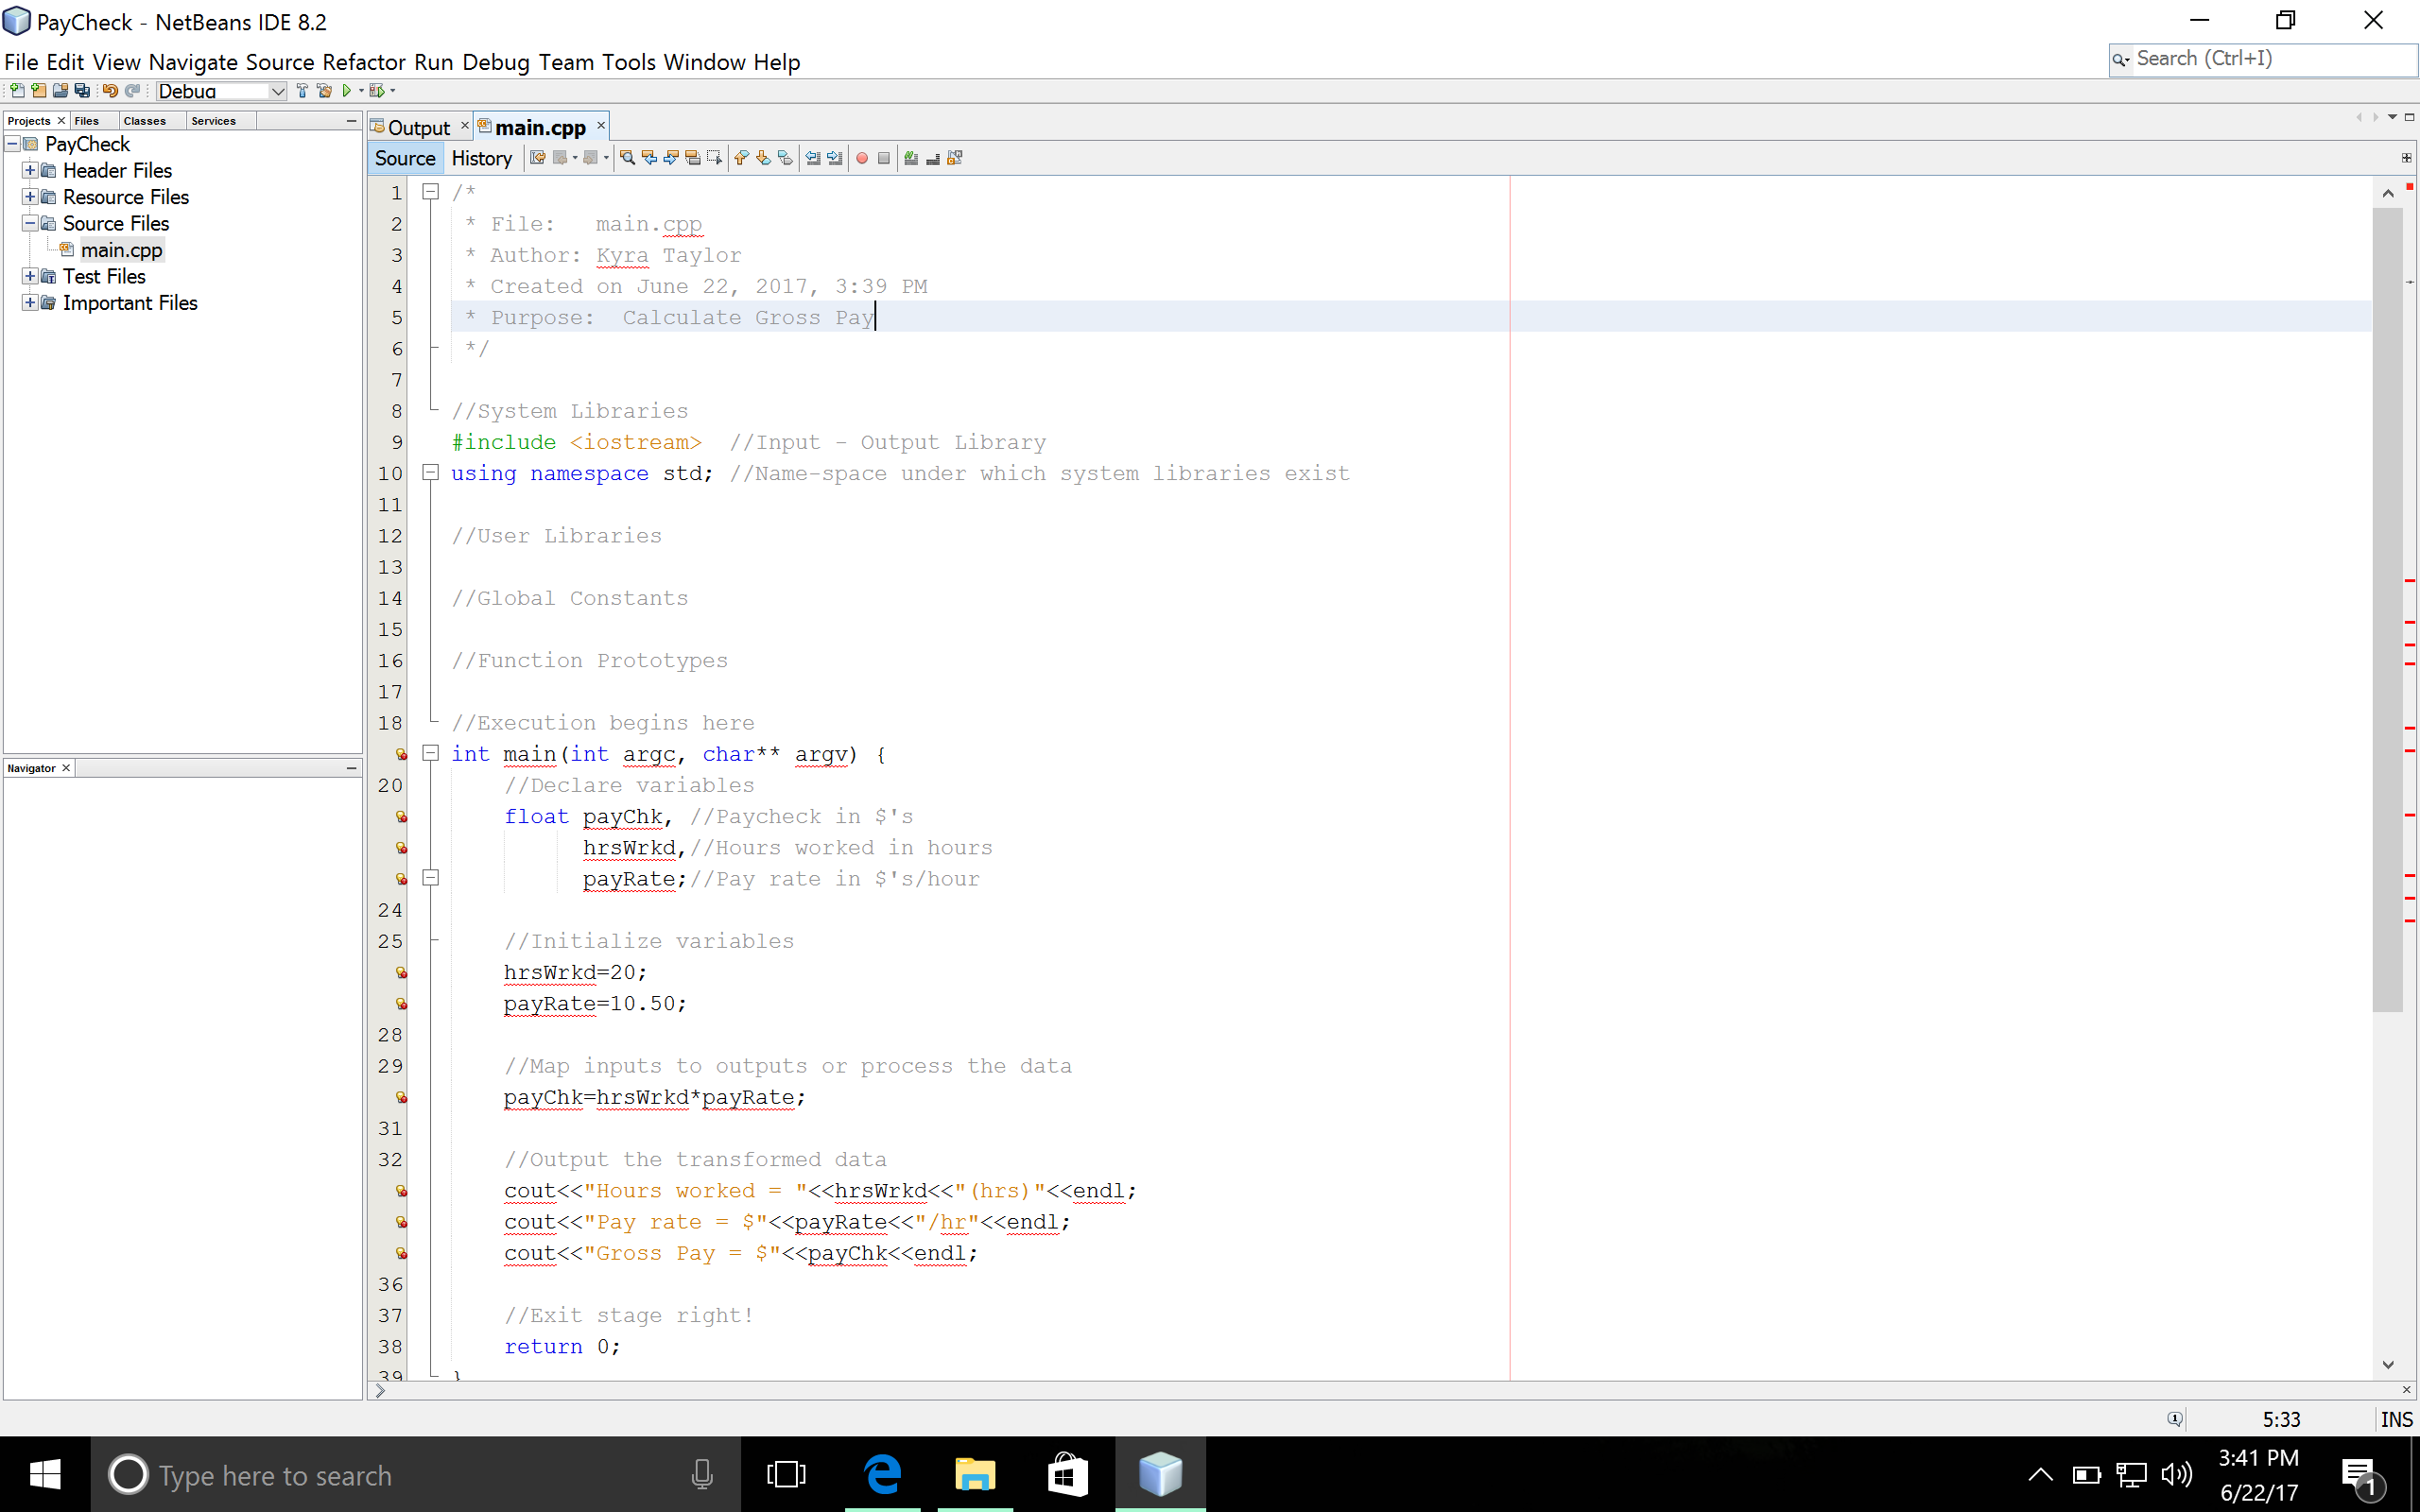 PayCheck - NetBeans IDE 8.2
File Edit View Navigate Source Refactor Run Debug Team Tools Window Help
Search (Ctrl+I)
Debug
Projects
Files
Classes
Services
PayCheck
Header Files
Resource Files
Source Files
main.cpp
Test Files
Important Files
Navigator
Output
main.cpp
Source
History
1 /*
2  * File:   main.cpp
3  * Author: Kyra Taylor
4  * Created on June 22, 2017, 3:39 PM
5  * Purpose:  Calculate Gross Pay
6  */
7
8 //System Libraries
9 #include <iostream>  //Input - Output Library
10 using namespace std; //Name-space under which system libraries exist
11
12 //User Libraries
13
14 //Global Constants
15
16 //Function Prototypes
17
18 //Execution begins here
int main(int argc, char** argv) {
20     //Declare variables
float payChk, //Paycheck in $'s
hrsWrkd,//Hours worked in hours
payRate;//Pay rate in $'s/hour
24
25     //Initialize variables
hrsWrkd=20;
payRate=10.50;
28
29     //Map inputs to outputs or process the data
payChk=hrsWrkd*payRate;
31
32     //Output the transformed data
cout<<"Hours worked = "<<hrsWrkd<<"(hrs)"<<endl;
cout<<"Pay rate = $"<<payRate<<"/hr"<<endl;
cout<<"Gross Pay = $"<<payChk<<endl;
36
37     //Exit stage right!
38     return 0;
39 }
5:33
INS
Type here to search
3:41 PM
6/22/17
1